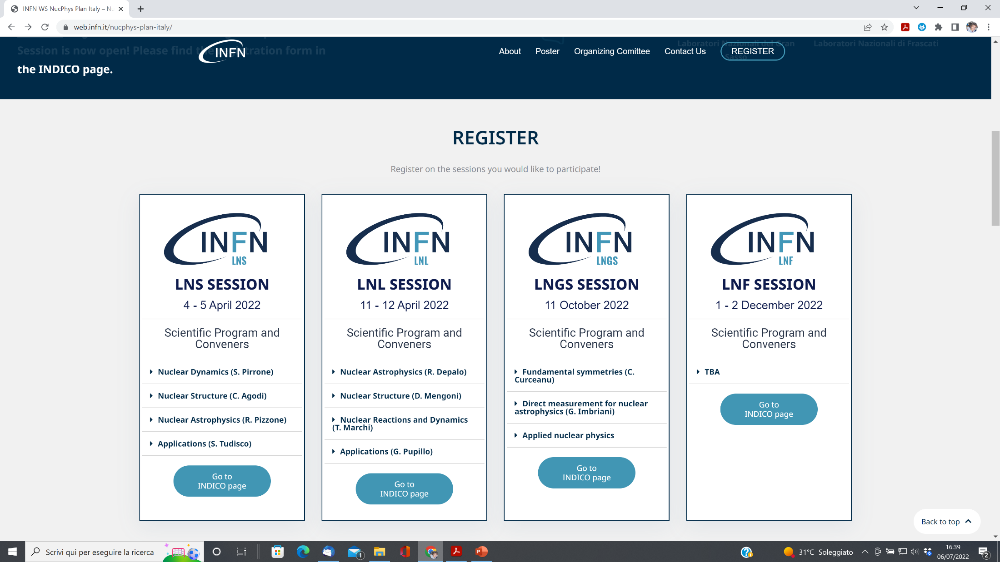 INFN WS NucPhys Plan Italy – Nu
web.infn.it/nucphys-plan-italy/
Session is now open! Please find the registration form in
the INDICO page.
INFN
About
Poster
Organizing Comittee
Contact Us
REGISTER
Laboratori Nazionali del Gran
Sasso
Laboratori Nazionali di Frascati
REGISTER
Register on the sessions you would like to participate!
INFN
LNS
LNS SESSION
4 - 5 April 2022
Scientific Program and
Conveners
Nuclear Dynamics (S. Pirrone)
Nuclear Structure (C. Agodi)
Nuclear Astrophysics (R. Pizzone)
Applications (S. Tudisco)
Go to
INDICO page
INFN
LNL
LNL SESSION
11 - 12 April 2022
Scientific Program and
Conveners
Nuclear Astrophysics (R. Depalo)
Nuclear Structure (D. Mengoni)
Nuclear Reactions and Dynamics
(T. Marchi)
Applications (G. Pupillo)
Go to
INDICO page
INFN
LNGS
LNGS SESSION
11 October 2022
Scientific Program and
Conveners
Fundamental symmetries (C.
Curceanu)
Direct measurement for nuclear
astrophysics (G. Imbriani)
Applied nuclear physics
Go to
INDICO page
INFN
LNF
LNF SESSION
1 - 2 December 2022
Scientific Program and
Conveners
TBA
Go to
INDICO page
Back to top
Scrivi qui per eseguire la ricerca
1
31°C Soleggiato
16:39
06/07/2022
2